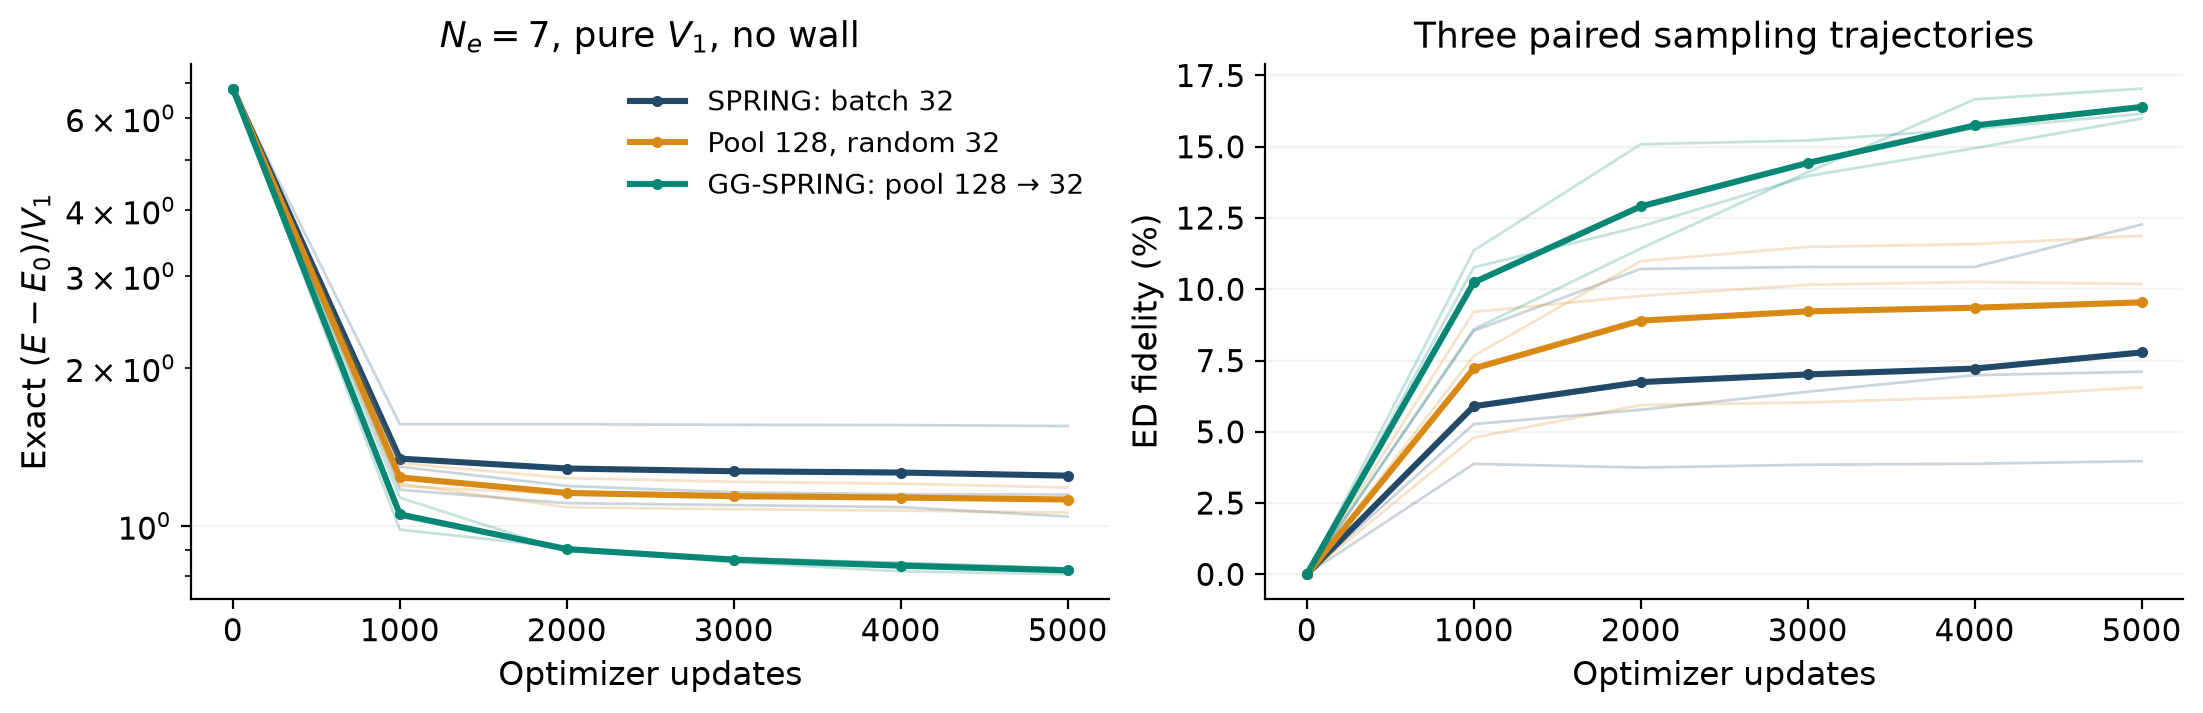 N_e = 7, pure V_1, no wall
SPRING: batch 32
Pool 128, random 32
GG-SPRING: pool 128 → 32
Exact (E − E_0)/V_1
6 × 10^0
4 × 10^0
3 × 10^0
2 × 10^0
10^0
0 1000 2000 3000 4000 5000
Optimizer updates
Three paired sampling trajectories
ED fidelity (%)
17.5
15.0
12.5
10.0
7.5
5.0
2.5
0.0
0 1000 2000 3000 4000 5000
Optimizer updates